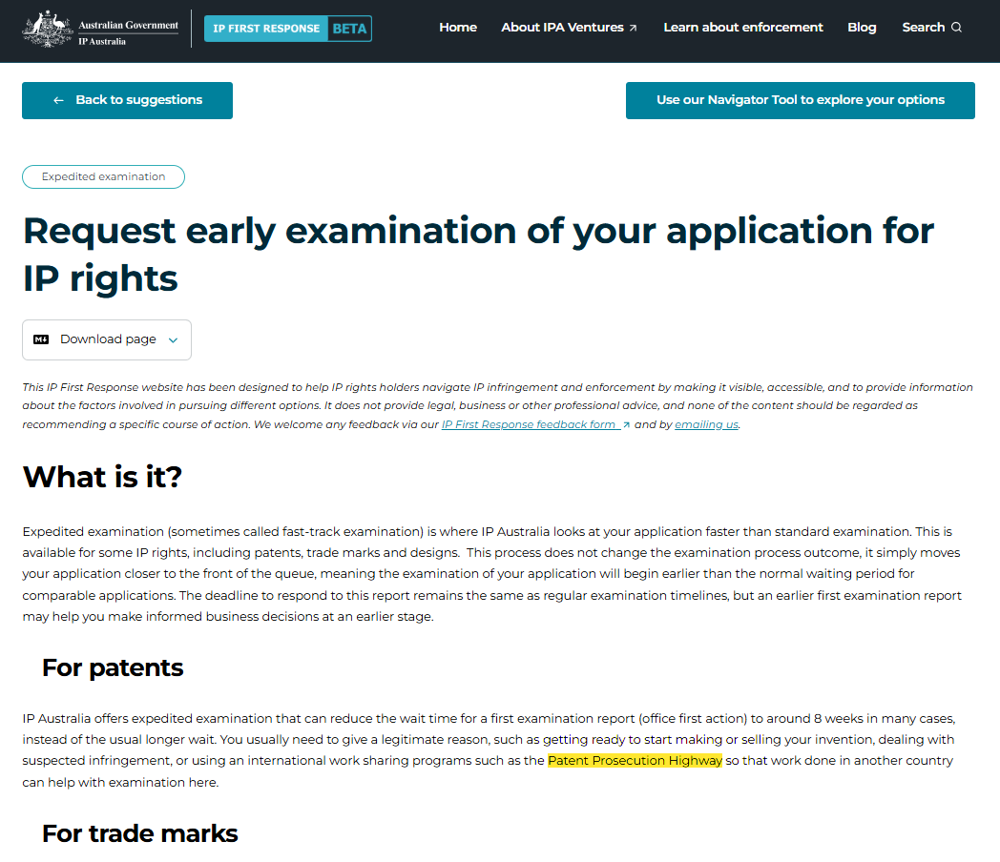 Australian Government
IP Australia
IP FIRST RESPONSE BETA
Home
About IPA Ventures
Learn about enforcement
Blog
Search
Back to suggestions
Use our Navigator Tool to explore your options
Expedited examination
Request early examination of your application for
IP rights
Download page
This IP First Response website has been designed to help IP rights holders navigate IP infringement and enforcement by making it visible, accessible, and to provide information
about the factors involved in pursuing different options. It does not provide legal, business or other professional advice, and none of the content should be regarded as
recommending a specific course of action. We welcome any feedback via our IP First Response feedback form and by emailing us.
What is it?
Expedited examination (sometimes called fast-track examination) is where IP Australia looks at your application faster than standard examination. This is
available for some IP rights, including patents, trade marks and designs. This process does not change the examination process outcome, it simply moves
your application closer to the front of the queue, meaning the examination of your application will begin earlier than the normal waiting period for
comparable applications. The deadline to respond to this report remains the same as regular examination timelines, but an earlier first examination report
may help you make informed business decisions at an earlier stage.
For patents
IP Australia offers expedited examination that can reduce the wait time for a first examination report (office first action) to around 8 weeks in many cases,
instead of the usual longer wait. You usually need to give a legitimate reason, such as getting ready to start making or selling your invention, dealing with
suspected infringement, or using an international work sharing programs such as the Patent Prosecution Highway so that work done in another country
can help with examination here.
For trade marks